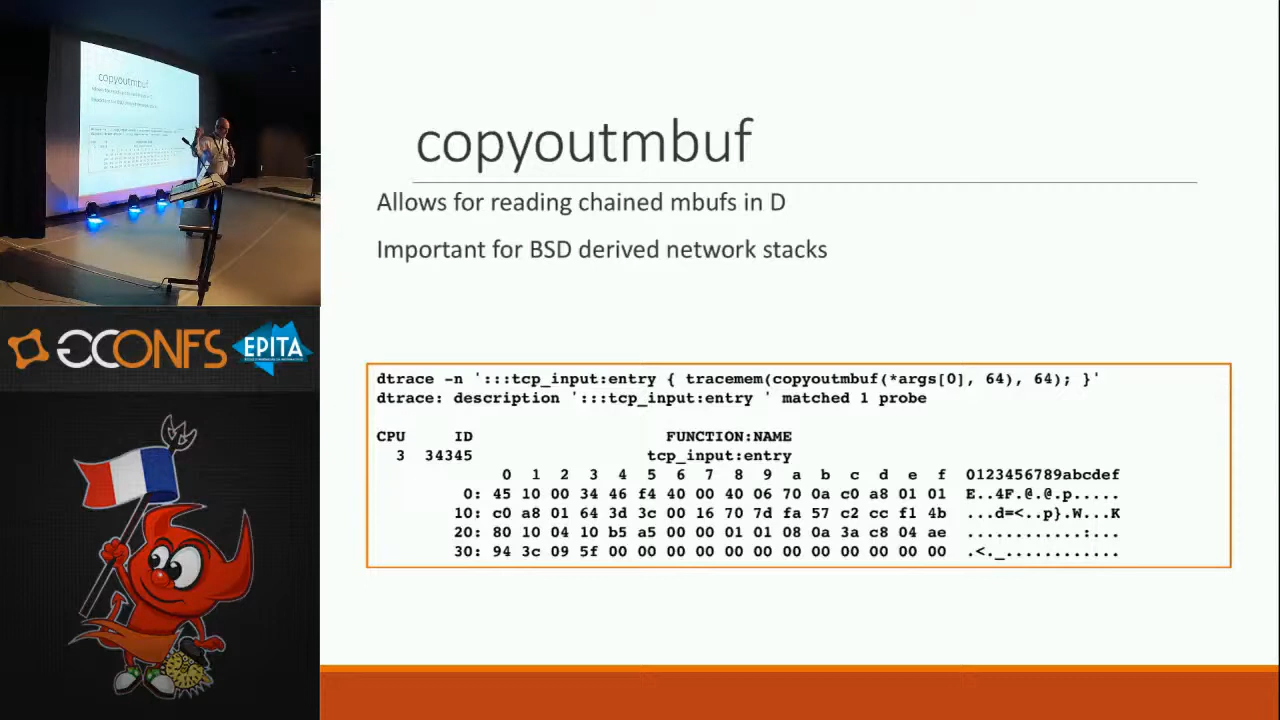 copyoutmbuf
Allows for reading chained mbufs in D
Important for BSD derived network stacks
dtrace -n ':::tcp_input:entry { tracemem(copyoutmbuf(*args[0], 64), 64); }'
dtrace: description ':::tcp_input:entry ' matched 1 probe
CPU ID FUNCTION:NAME
3 34345 tcp_input:entry
0 1 2 3 4 5 6 7 8 9 a b c d e f 0123456789abcdef
0: 45 10 00 34 46 f4 40 00 40 06 70 0a c0 a8 01 01 E..4F.@.@.p.....
10: c0 a8 01 64 3d 3c 00 16 70 7d fa 57 c2 cc f1 4b ...d=<..p}.W...K
20: 80 10 04 10 b5 a5 00 00 01 01 08 0a 3a c8 04 ae ............:...
30: 94 3c 09 5f 00 00 00 00 00 00 00 00 00 00 00 00 .<._............
copyoutmbuf
GCONFS EPITA